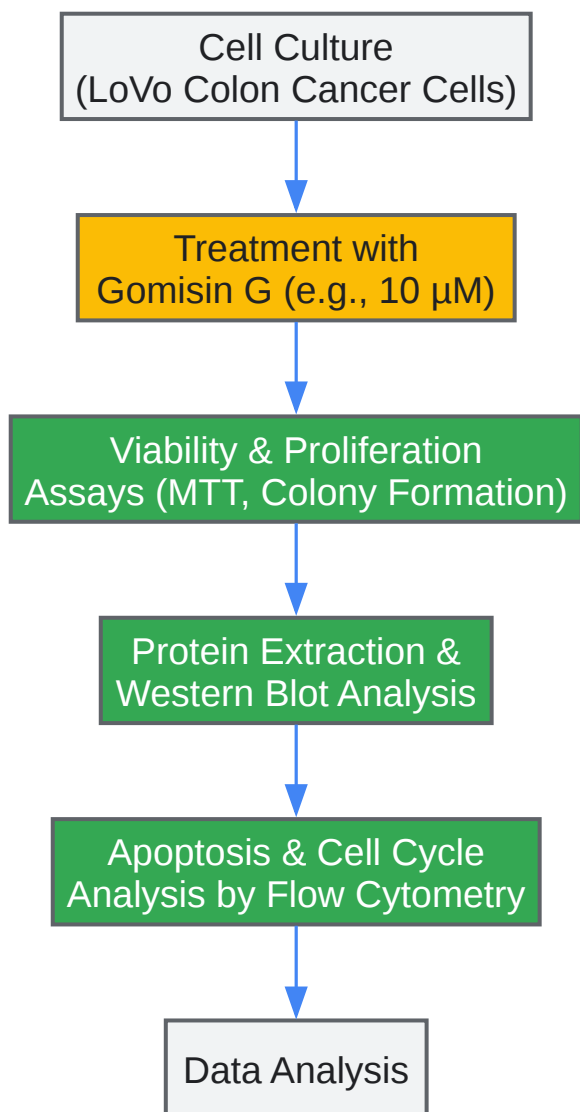 Cell Culture
(LoVo Colon Cancer Cells)
Treatment with
Gomisin G (e.g., 10 µM)
Viability & Proliferation
Assays (MTT, Colony Formation)
Protein Extraction &
Western Blot Analysis
Apoptosis & Cell Cycle
Analysis by Flow Cytometry
Data Analysis